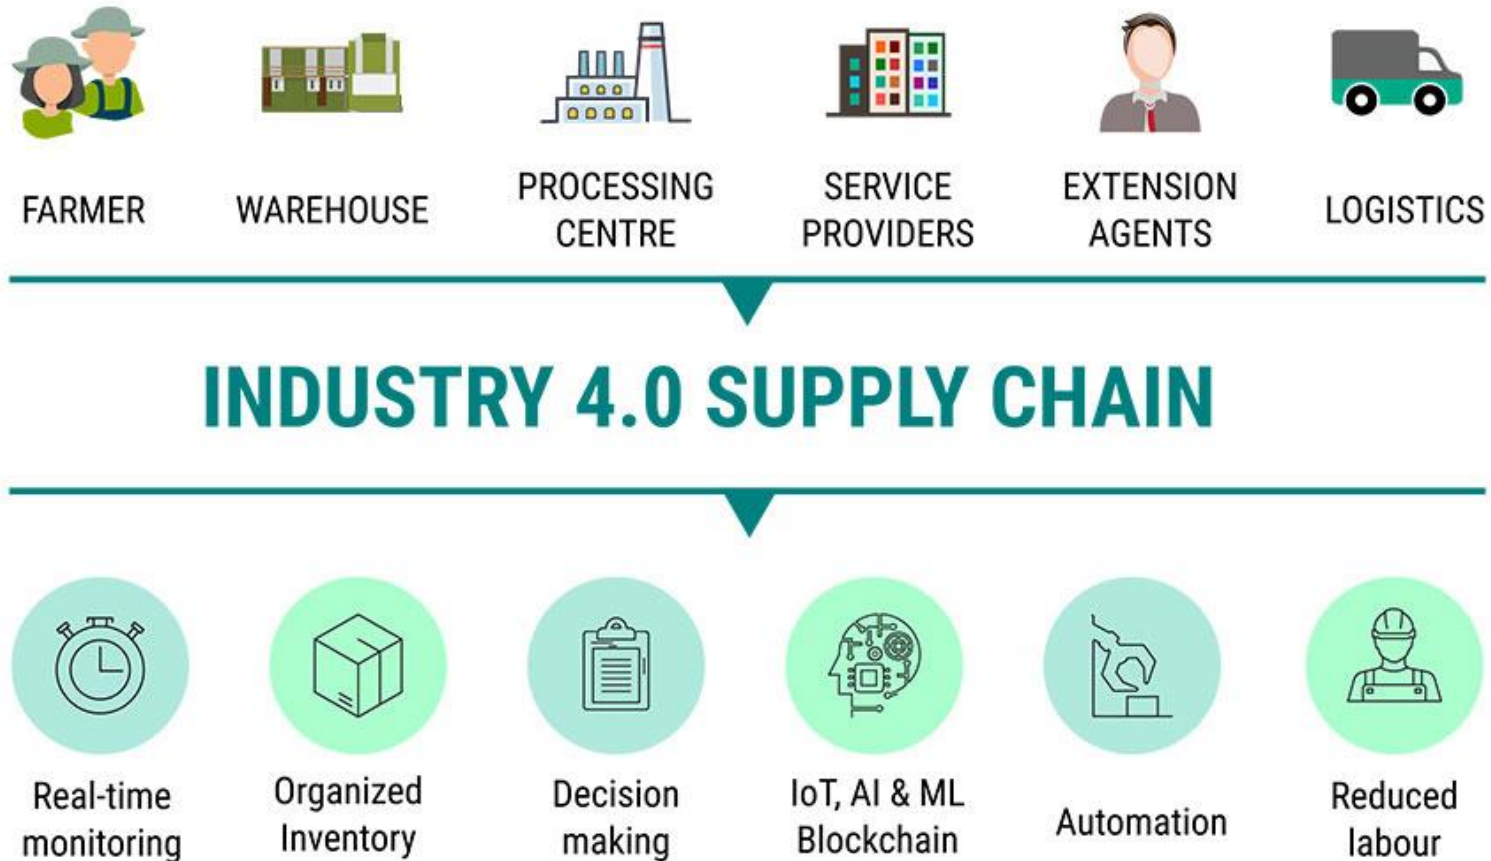 FARMER
WAREHOUSE
PROCESSING
CENTRE
SERVICE
PROVIDERS
EXTENSION
AGENTS
LOGISTICS
INDUSTRY 4.0 SUPPLY CHAIN
Real-time
monitoring
Organized
Inventory
Decision
making
IoT, AI & ML
Blockchain
Automation
Reduced
labour